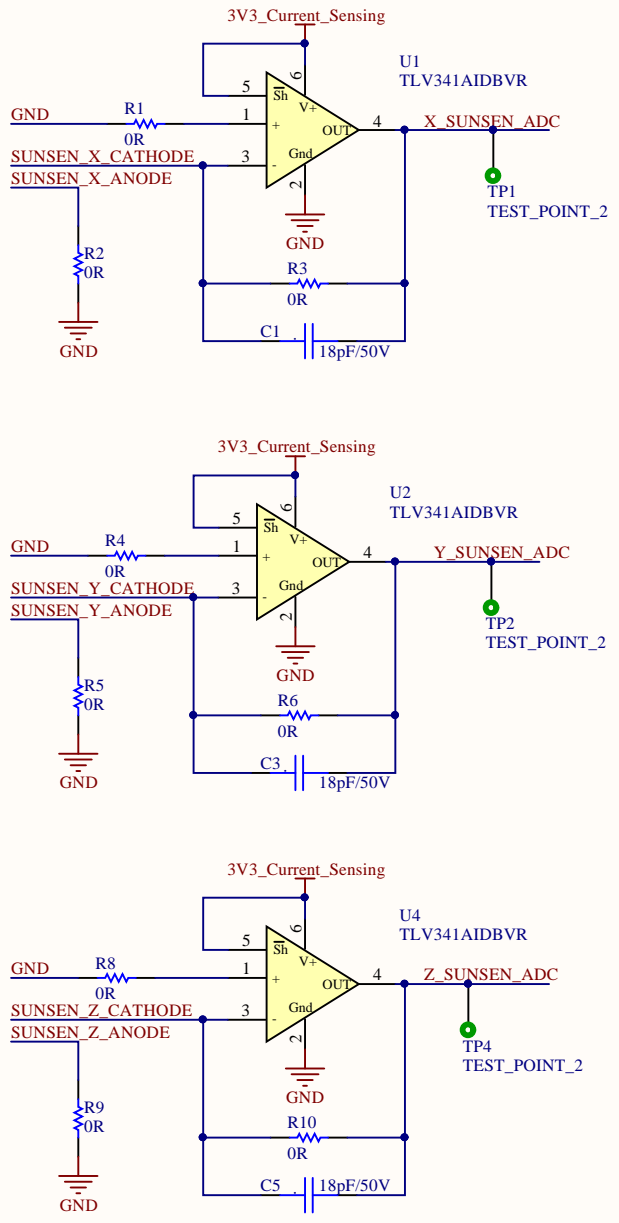 3V3_Current_Sensing
U1
TLV341AIDBVR
6
5
Sh
V+
GND
R1
0R
1
+
OUT
4
X_SUNSEN_ADC
SUNSEN_X_CATHODE
3
-
Gnd
SUNSEN_X_ANODE
2
TP1
TEST_POINT_2
GND
R2
0R
R3
0R
GND
C1
18pF/50V
3V3_Current_Sensing
U2
TLV341AIDBVR
6
5
Sh
V+
GND
R4
0R
1
+
OUT
4
Y_SUNSEN_ADC
SUNSEN_Y_CATHODE
3
-
Gnd
SUNSEN_Y_ANODE
2
TP2
TEST_POINT_2
GND
R5
0R
R6
0R
GND
C3
18pF/50V
3V3_Current_Sensing
U4
TLV341AIDBVR
6
5
Sh
V+
GND
R8
0R
1
+
OUT
4
Z_SUNSEN_ADC
SUNSEN_Z_CATHODE
3
-
Gnd
SUNSEN_Z_ANODE
2
TP4
TEST_POINT_2
GND
R9
0R
R10
0R
GND
C5
18pF/50V